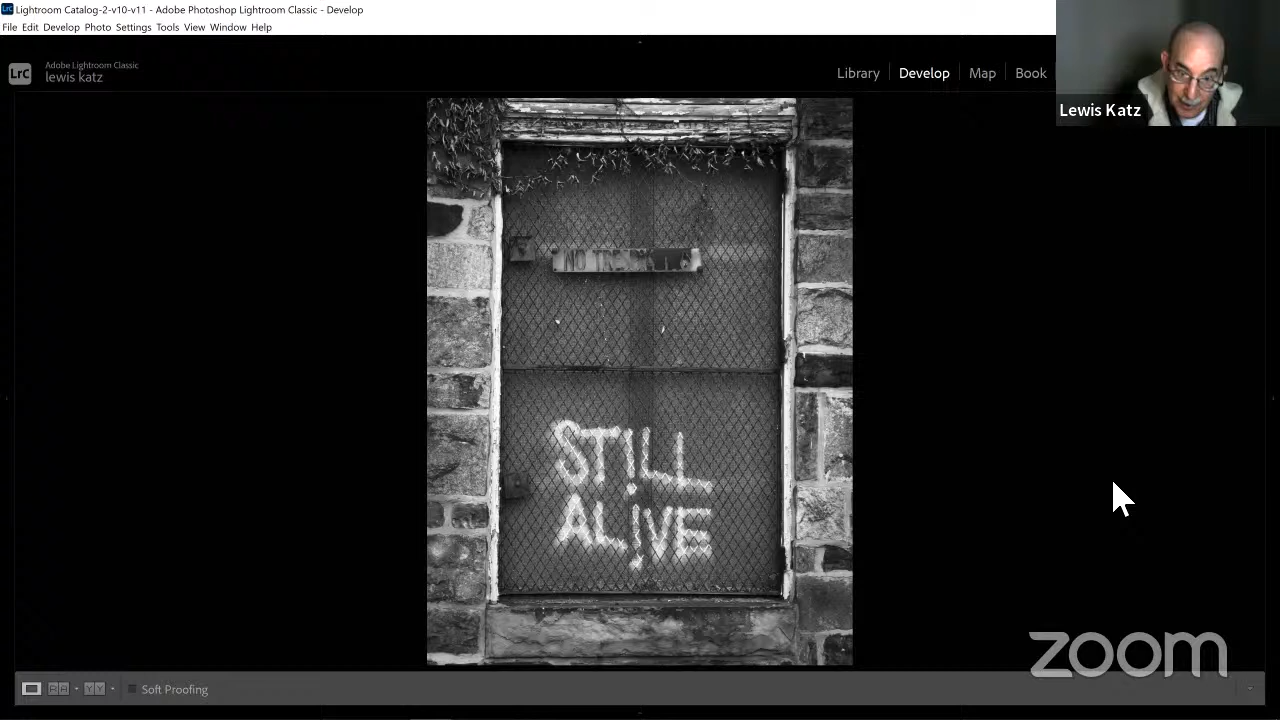 Lightroom Catalog-2-v10-v11 - Adobe Photoshop Lightroom Classic - Develop
File Edit Develop Photo Settings Tools View Window Help
LrC
Adobe Lightroom Classic
lewis katz
Library | Develop | Map | Book
Lewis Katz
NO
STILL
ALIVE
zoom
Soft Proofing